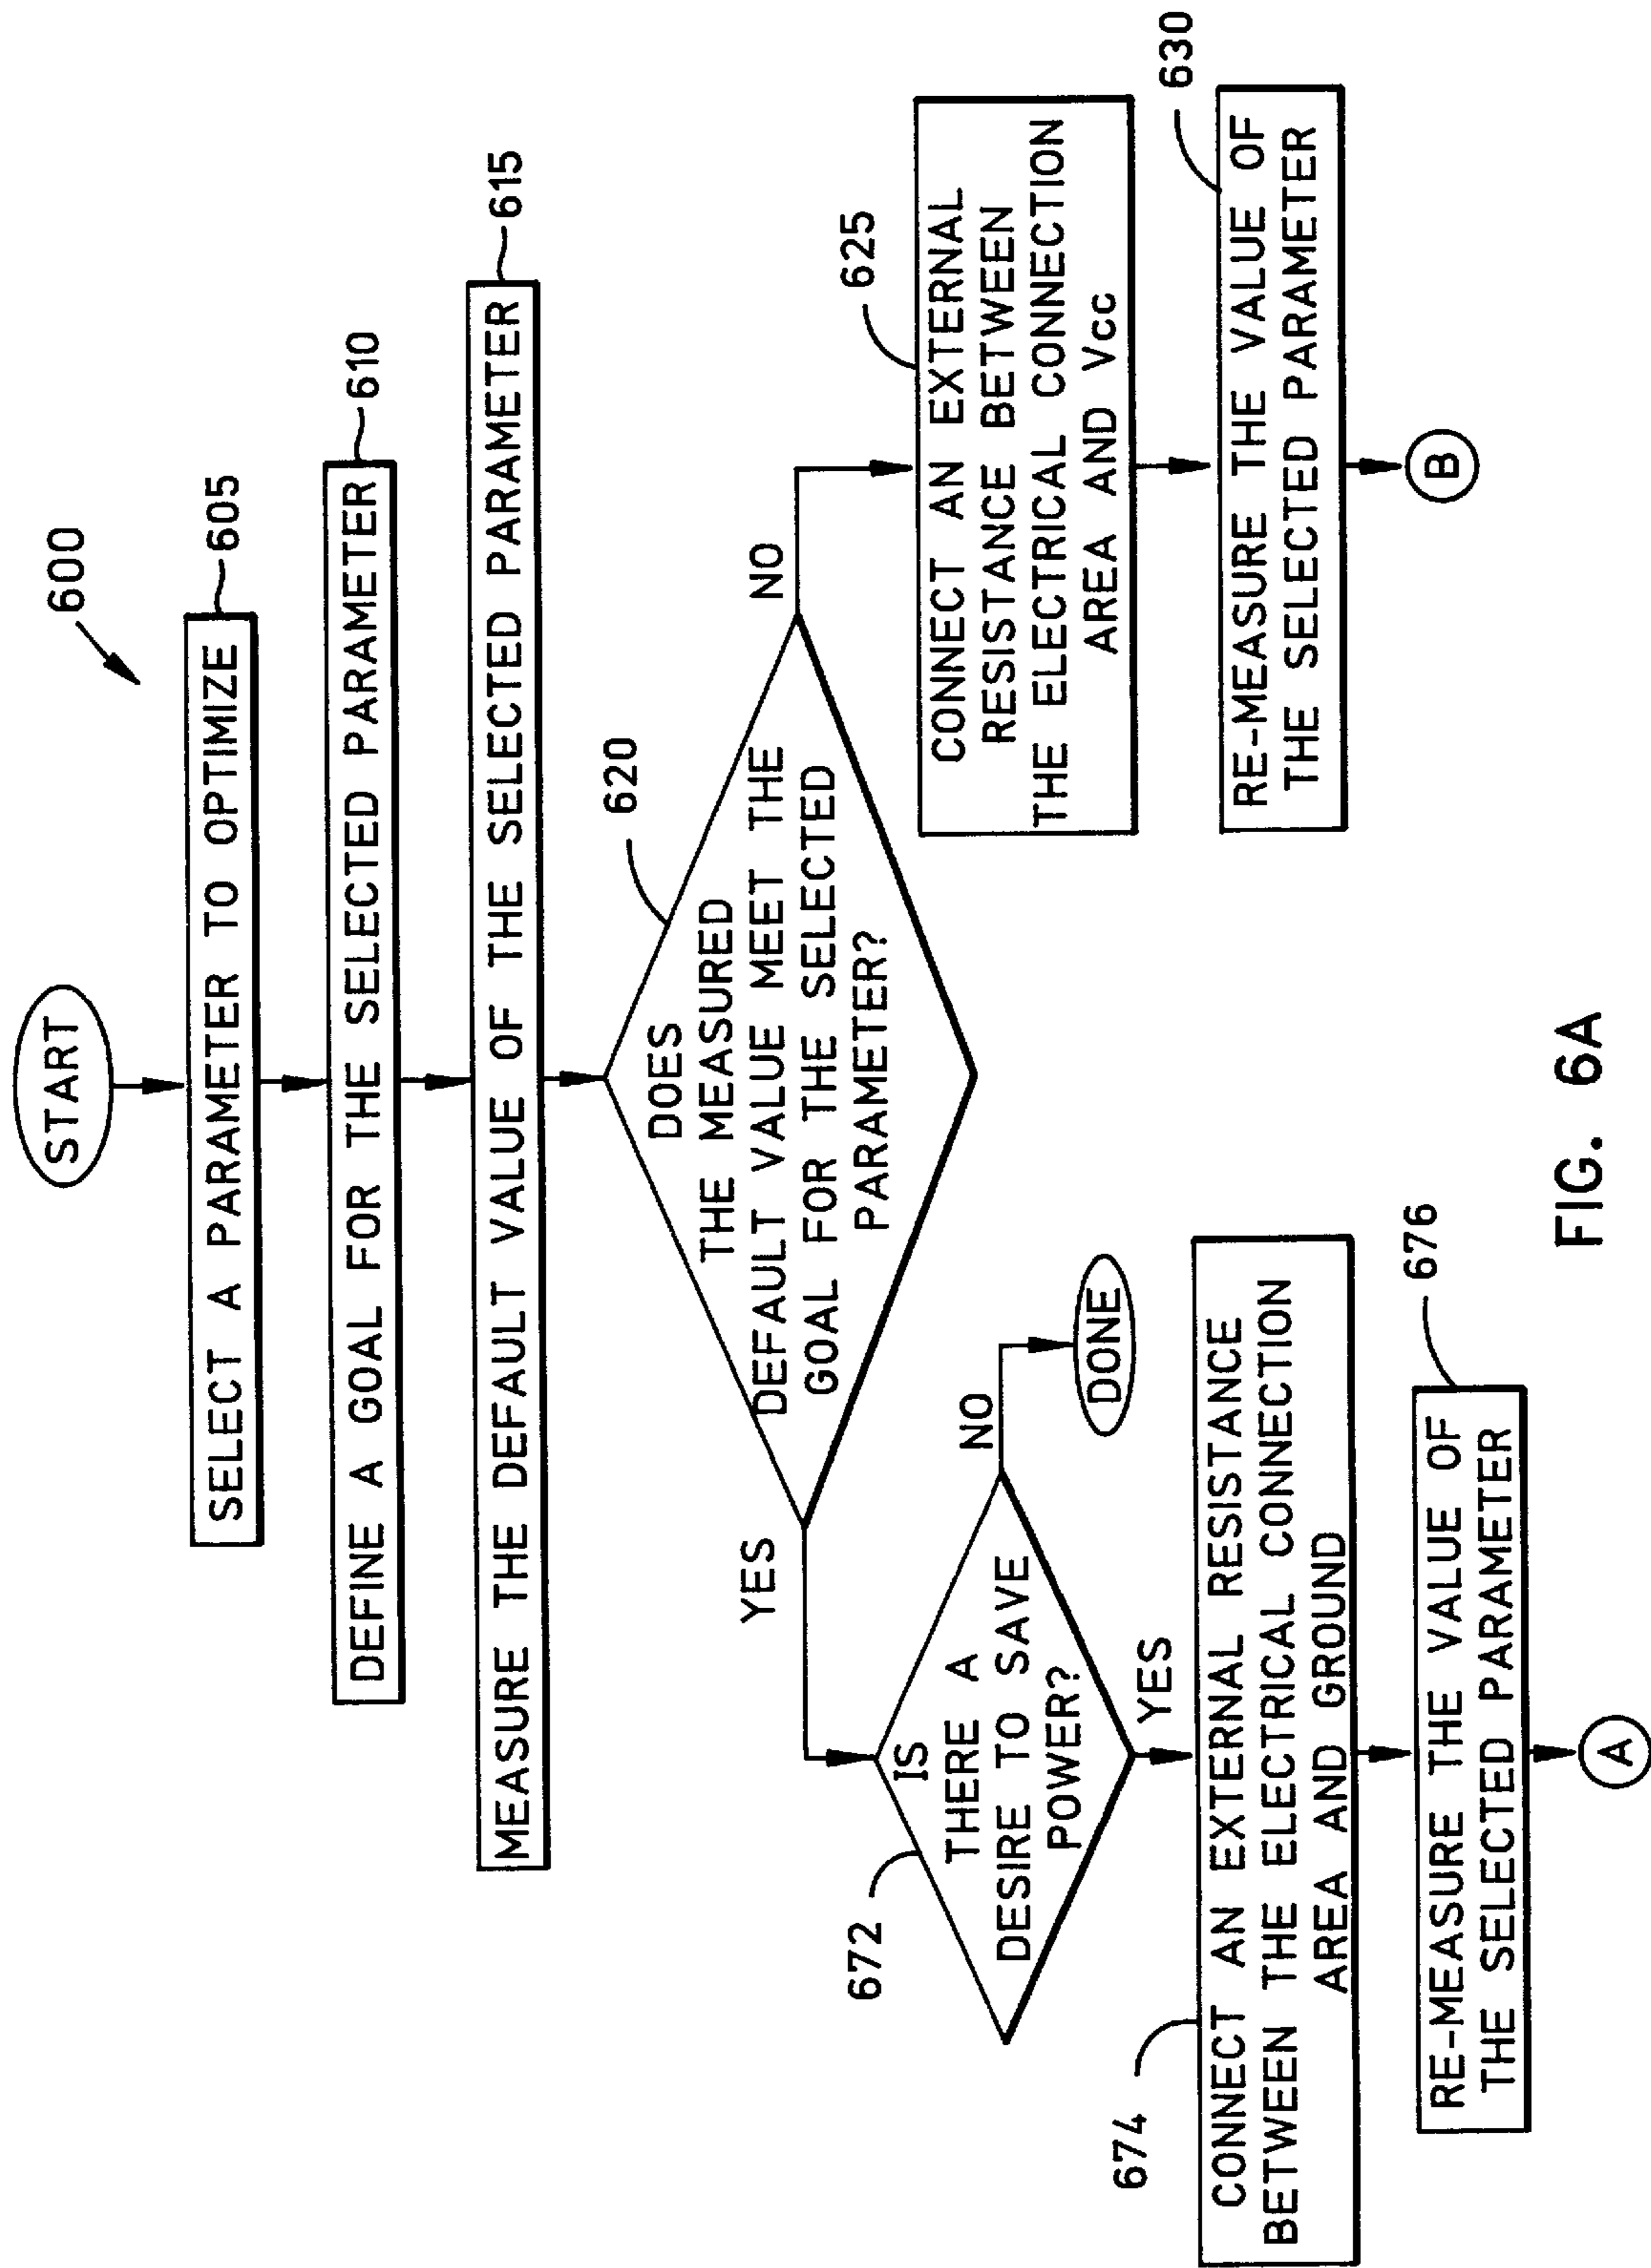 START
600
SELECT A PARAMETER TO OPTIMIZE
605
DEFINE A GOAL FOR THE SELECTED PARAMETER
610
MEASURE THE DEFAULT VALUE OF THE SELECTED PARAMETER
615
620
DOES
THE MEASURED
DEFAULT VALUE MEET THE
GOAL FOR THE SELECTED
PARAMETER?
YES
NO
672
IS
THERE A
DESIRE TO SAVE
POWER?
NO
DONE
YES
674
CONNECT AN EXTERNAL RESISTANCE
BETWEEN THE ELECTRICAL CONNECTION
AREA AND GROUND
676
RE-MEASURE THE VALUE OF
THE SELECTED PARAMETER
A
625
CONNECT AN EXTERNAL
RESISTANCE BETWEEN
THE ELECTRICAL CONNECTION
AREA AND Vcc
630
RE-MEASURE THE VALUE OF
THE SELECTED PARAMETER
B
FIG. 6A